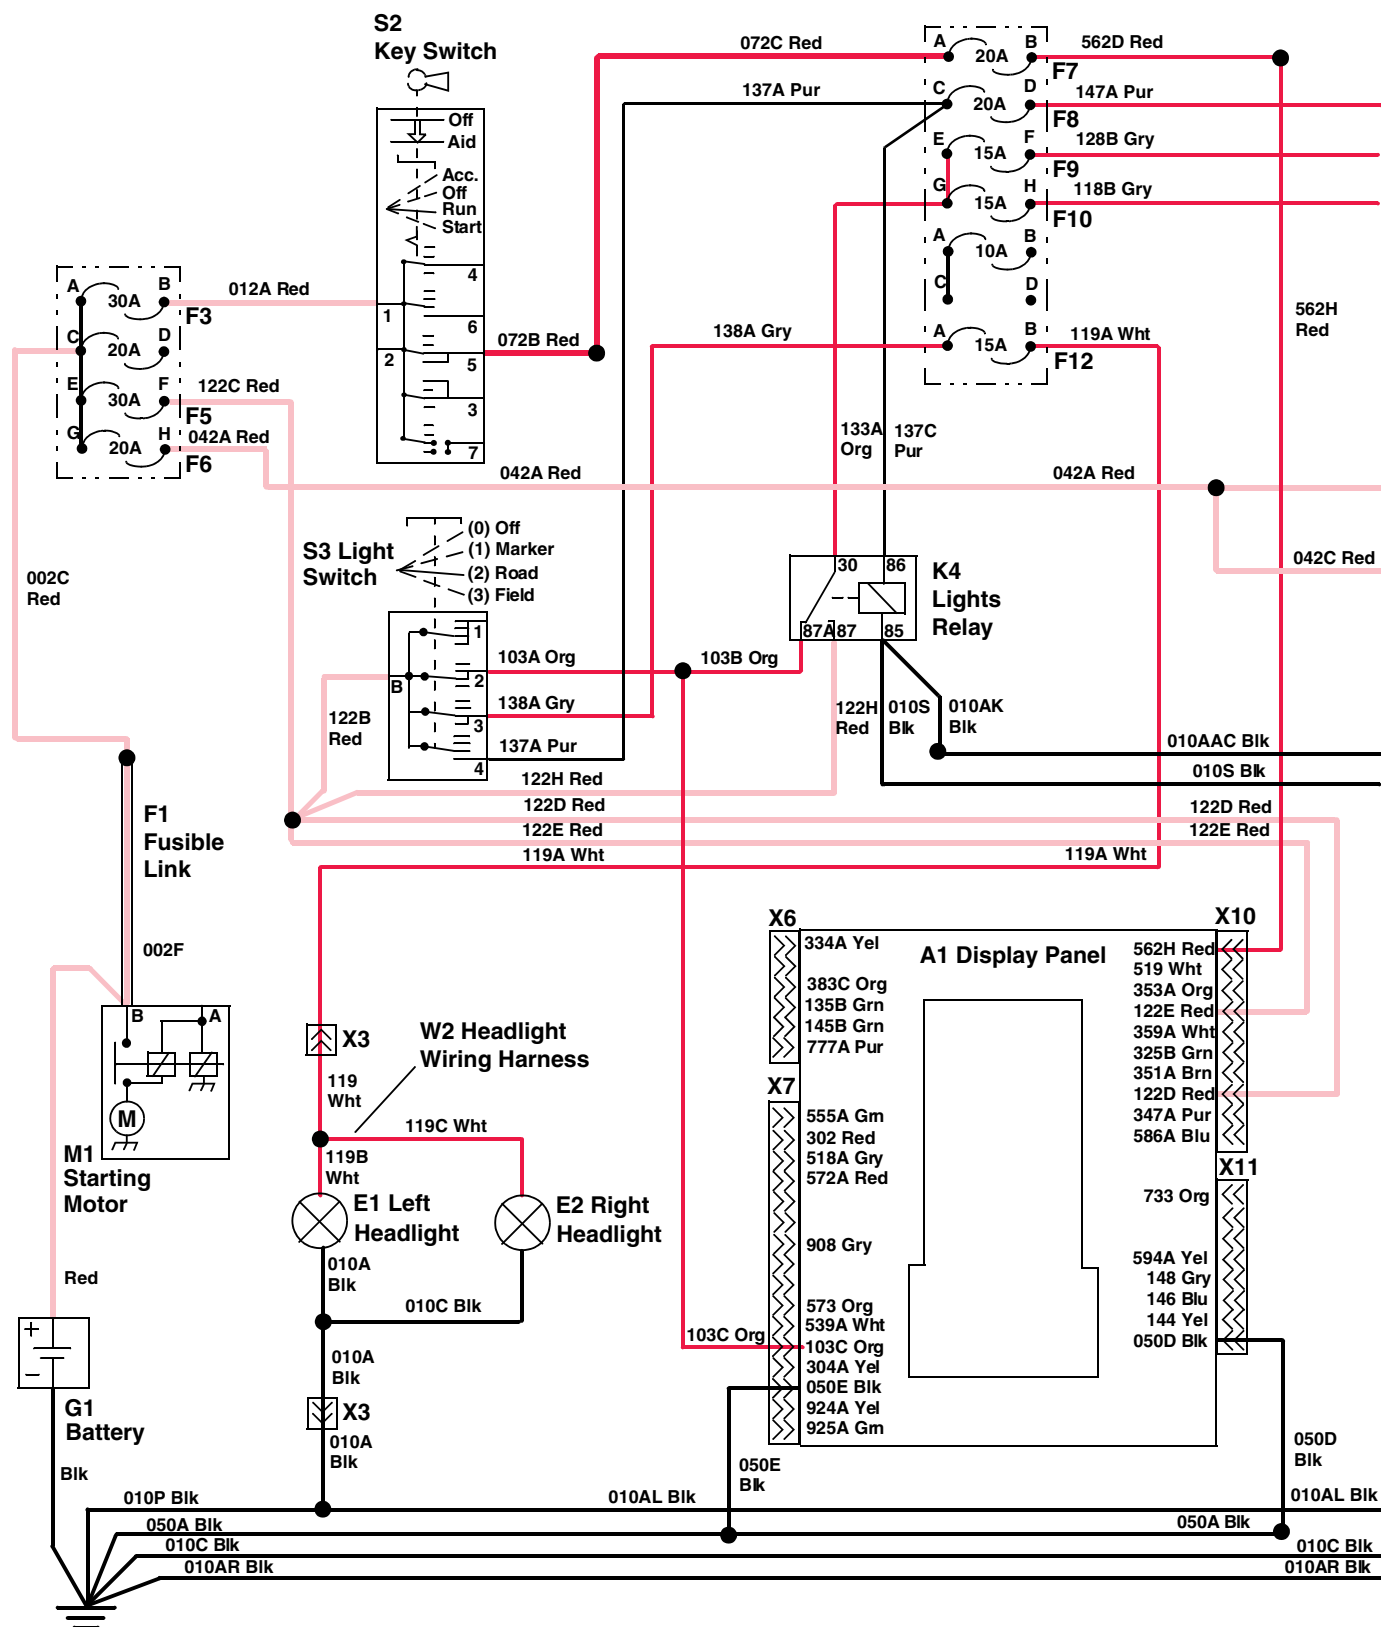 S2
Key Switch
Off
Aid
Acc.
Off
Run
Start
4
1
6
2
5
3
7
072C Red
137A Pur
A
20A
B
562D Red
F7
C
20A
D
147A Pur
F8
E
15A
F
128B Gry
F9
G
15A
H
118B Gry
F10
A
10A
B
C
D
A
15A
B
119A Wht
F12
562H
Red
A
30A
B
012A Red
F3
C
20A
D
E
30A
F
122C Red
F5
G
20A
H
042A Red
F6
072B Red
138A Gry
133A
Org
137C
Pur
042A Red
042A Red
042C Red
002C
Red
S3 Light
Switch
(0) Off
(1) Marker
(2) Road
(3) Field
1
B
2
3
4
103A Org
138A Gry
137A Pur
122B
Red
103B Org
30
86
87A
87
85
K4
Lights
Relay
122H
Red
010S
Blk
010AK
Blk
010AAC Blk
010S Blk
122H Red
122D Red
122E Red
119A Wht
122D Red
122E Red
119A Wht
F1
Fusible
Link
002F
B
A
M
M1
Starting
Motor
Red
+
−
G1
Battery
Blk
X3
W2 Headlight
Wiring Harness
119
Wht
119C Wht
119B
Wht
E1 Left
Headlight
E2 Right
Headlight
010A
Blk
010C Blk
010A
Blk
X3
010A
Blk
X6
334A Yel
383C Org
135B Grn
145B Grn
777A Pur
X7
555A Grn
302 Red
518A Gry
572A Red
908 Gry
573 Org
539A Wht
103C Org
103C Org
304A Yel
050E Blk
924A Yel
925A Grn
A1 Display Panel
X10
562H Red
519 Wht
353A Org
122E Red
359A Wht
325B Grn
351A Brn
122D Red
347A Pur
586A Blu
X11
733 Org
594A Yel
148 Gry
146 Blu
144 Yel
050D Blk
050E
Blk
050D
Blk
010P Blk
010AL Blk
010AL Blk
050A Blk
050A Blk
010C Blk
010C Blk
010AR Blk
010AR Blk